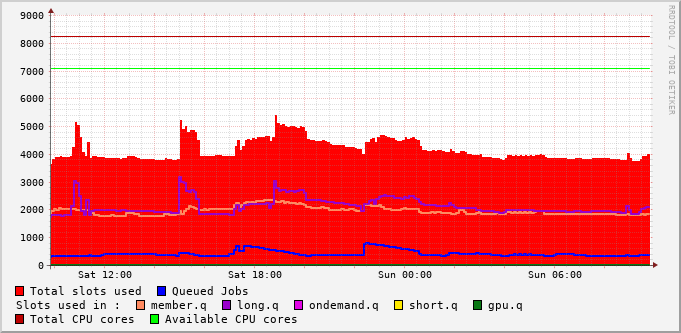 RRDTOOL / TOBI OETIKER
9000
8000
7000
6000
5000
4000
3000
2000
1000
0
Sat 12:00 Sat 18:00 Sun 00:00 Sun 06:00
Total slots used Queued Jobs
Slots used in : member.q long.q ondemand.q short.q gpu.q
Total CPU cores Available CPU cores